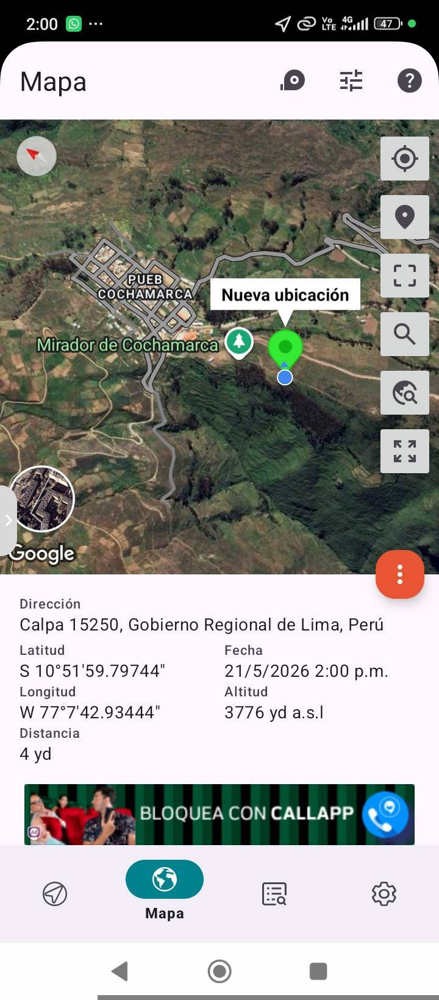 2:00
Vo LTE 4G 47
Mapa
PUEB
COCHAMARCA
Nueva ubicación
Mirador de Cochamarca
Google
Dirección
Calpa 15250, Gobierno Regional de Lima, Perú
Latitud Fecha
S 10°51'59.79744" 21/5/2026 2:00 p.m.
Longitud Altitud
W 77°7'42.93444" 3776 yd a.s.l
Distancia
4 yd
BLOQUEA CON CALLAPP
Ad
Mapa